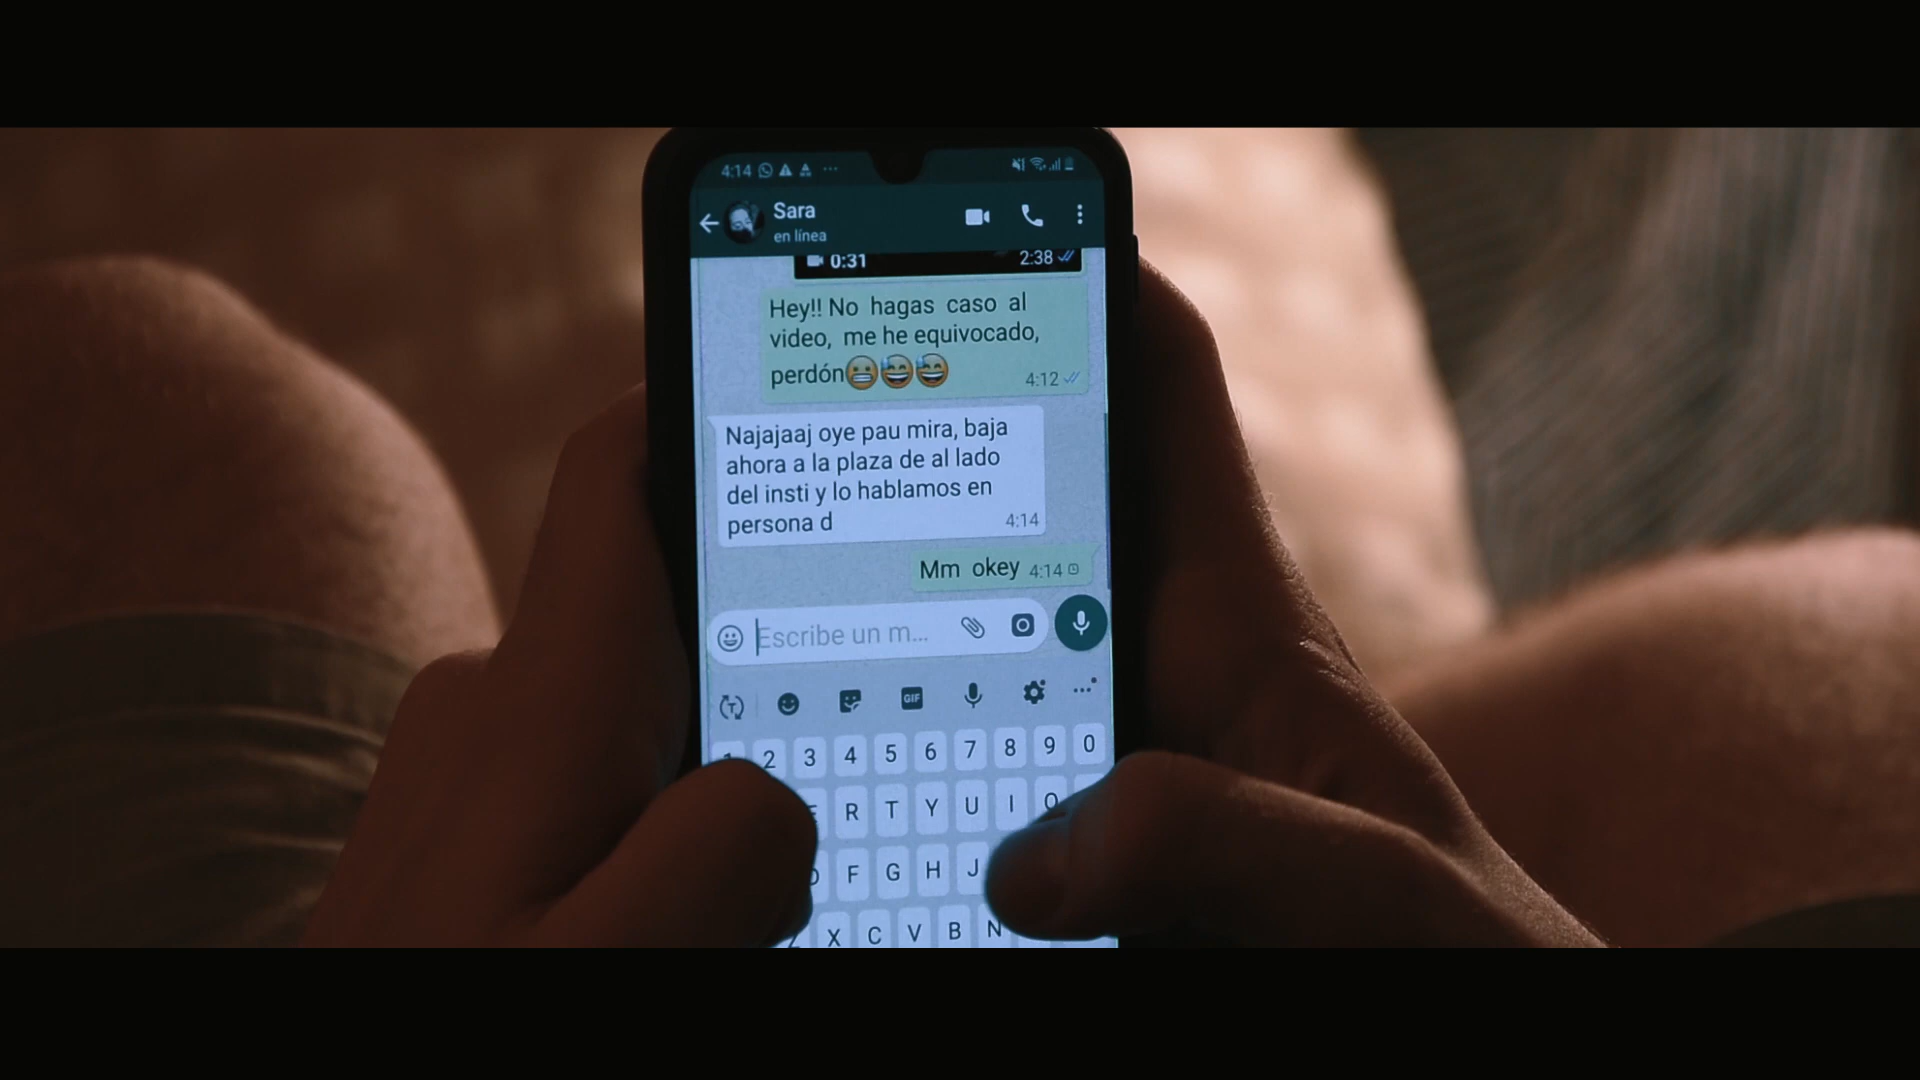 4:14
Sara
en línea
0:31 2:38
Hey!! No hagas caso al
video, me he equivocado,
perdón😬😅😅
4:12
Najajaaj oye pau mira, baja
ahora a la plaza de al lado
del insti y lo hablamos en
persona d
4:14
Mm okey 4:14
Escribe un m...
GIF
2 3 4 5 6 7 8 9 0
R T Y U I O
F G H J
X C V B N